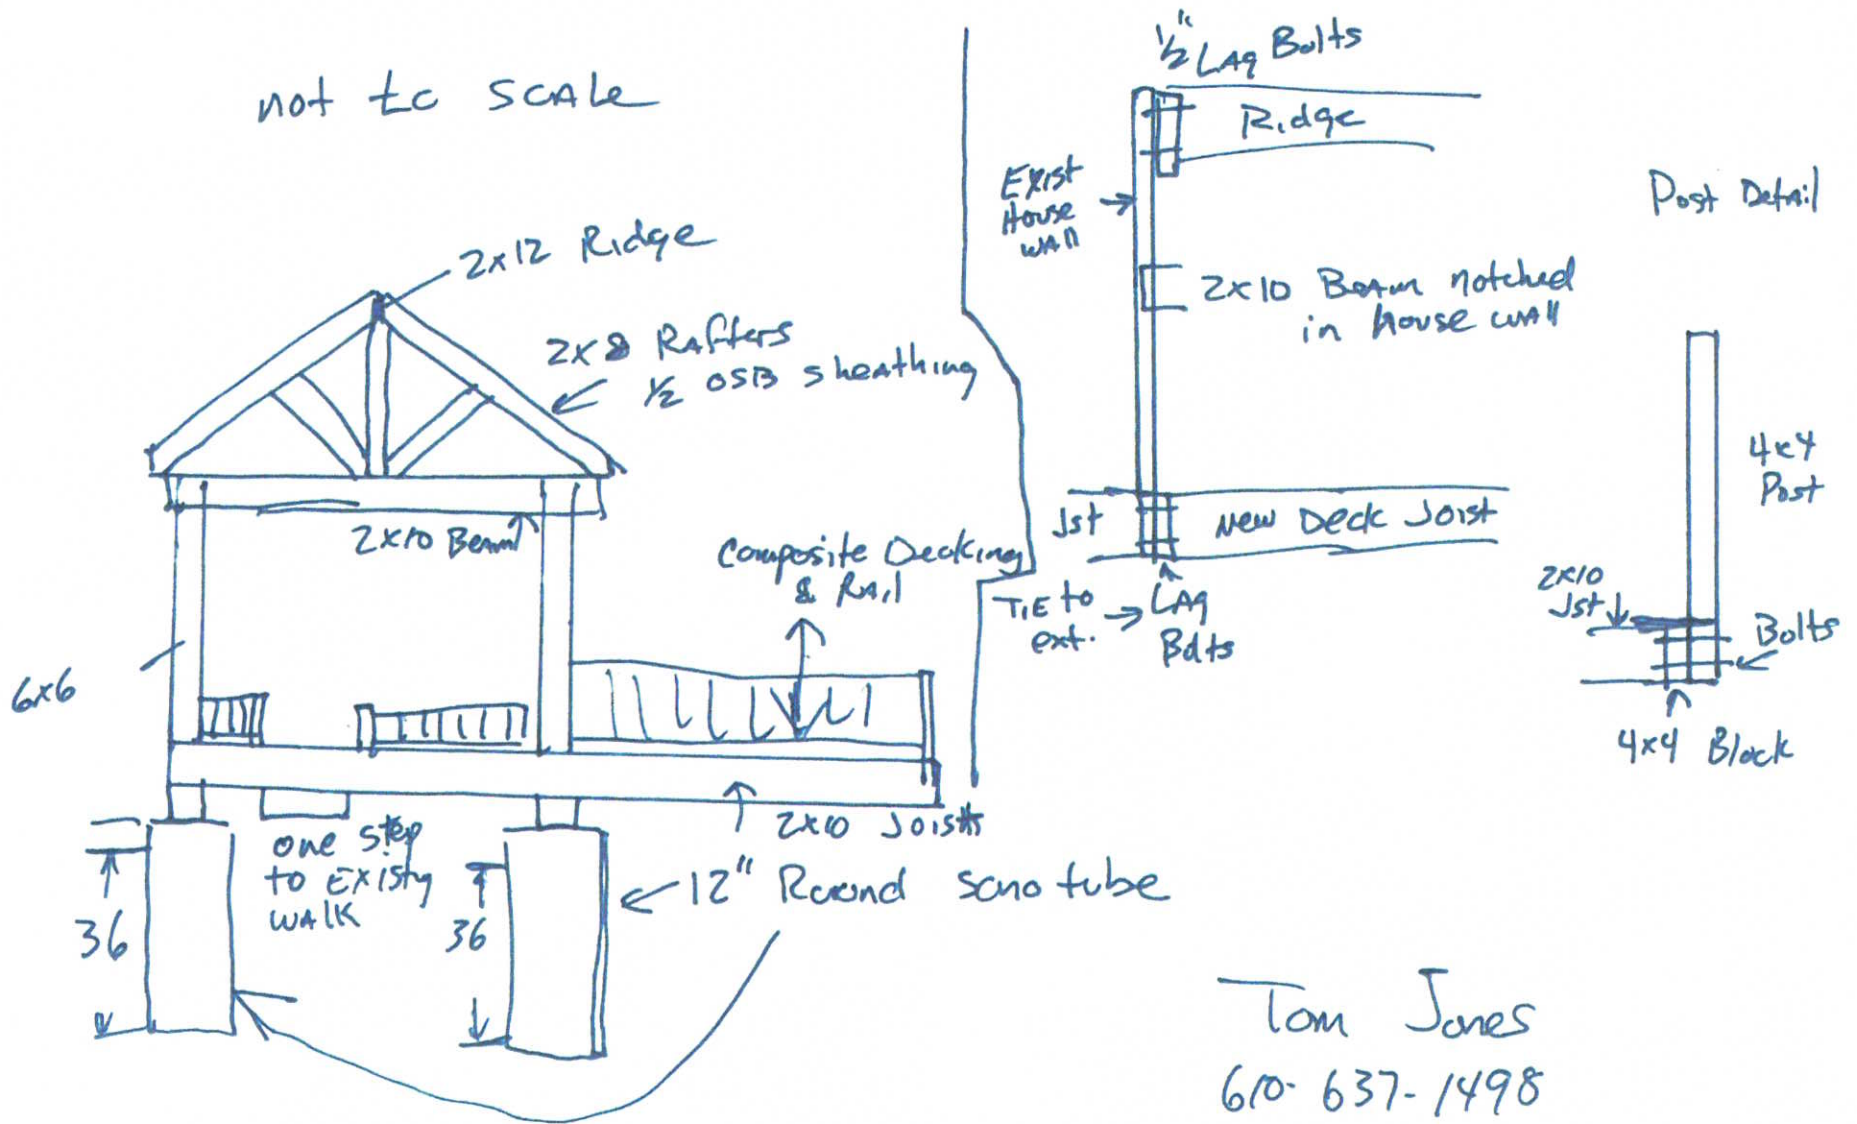 not to SCALE
2x12 Ridge
2x8 Rafters
1/2 OSB sheathing
2x10 Beam
Composite Decking
& Rail
6x6
one step
to Existg
WALK
36
36
2x10 Joists
12" Round sono tube
1/2" LAg Bolts
Ridge
Exist
House
WAll
2x10 Beam notched
in house wall
Jst
New Deck Joist
TIE to
ext.
LAg
Bolts
Post Detail
4x4
Post
2x10
Jst
Bolts
4x4 Block
Tom Jones
610-637-1498